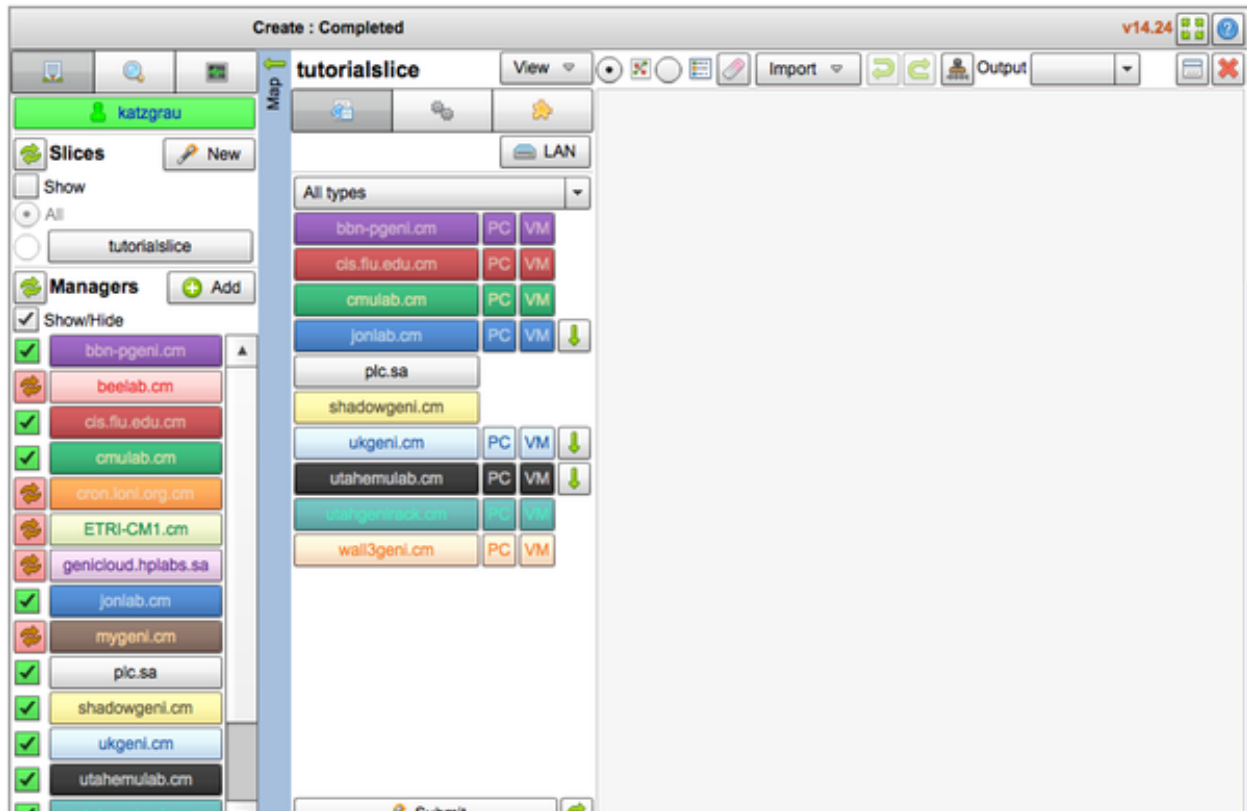 Create : Completed
v14.24
katzgrau
Slices
New
Show
All
tutorialslice
Managers
Add
Show/Hide
bbn-pgeni.cm
beelab.cm
cis.fiu.edu.cm
cmulab.cm
cron.loni.org.cm
ETRI-CM1.cm
genicloud.hplabs.sa
jonlab.cm
mygeni.cm
plc.sa
shadowgeni.cm
ukgeni.cm
utahemulab.cm
Map
tutorialslice
View
Import
Output
LAN
All types
bbn-pgeni.cm PC VM
cis.fiu.edu.cm PC VM
cmulab.cm PC VM
jonlab.cm PC VM
plc.sa
shadowgeni.cm
ukgeni.cm PC VM
utahemulab.cm PC VM
utahgenirack.cm PC VM
wall3geni.cm PC VM
Submit